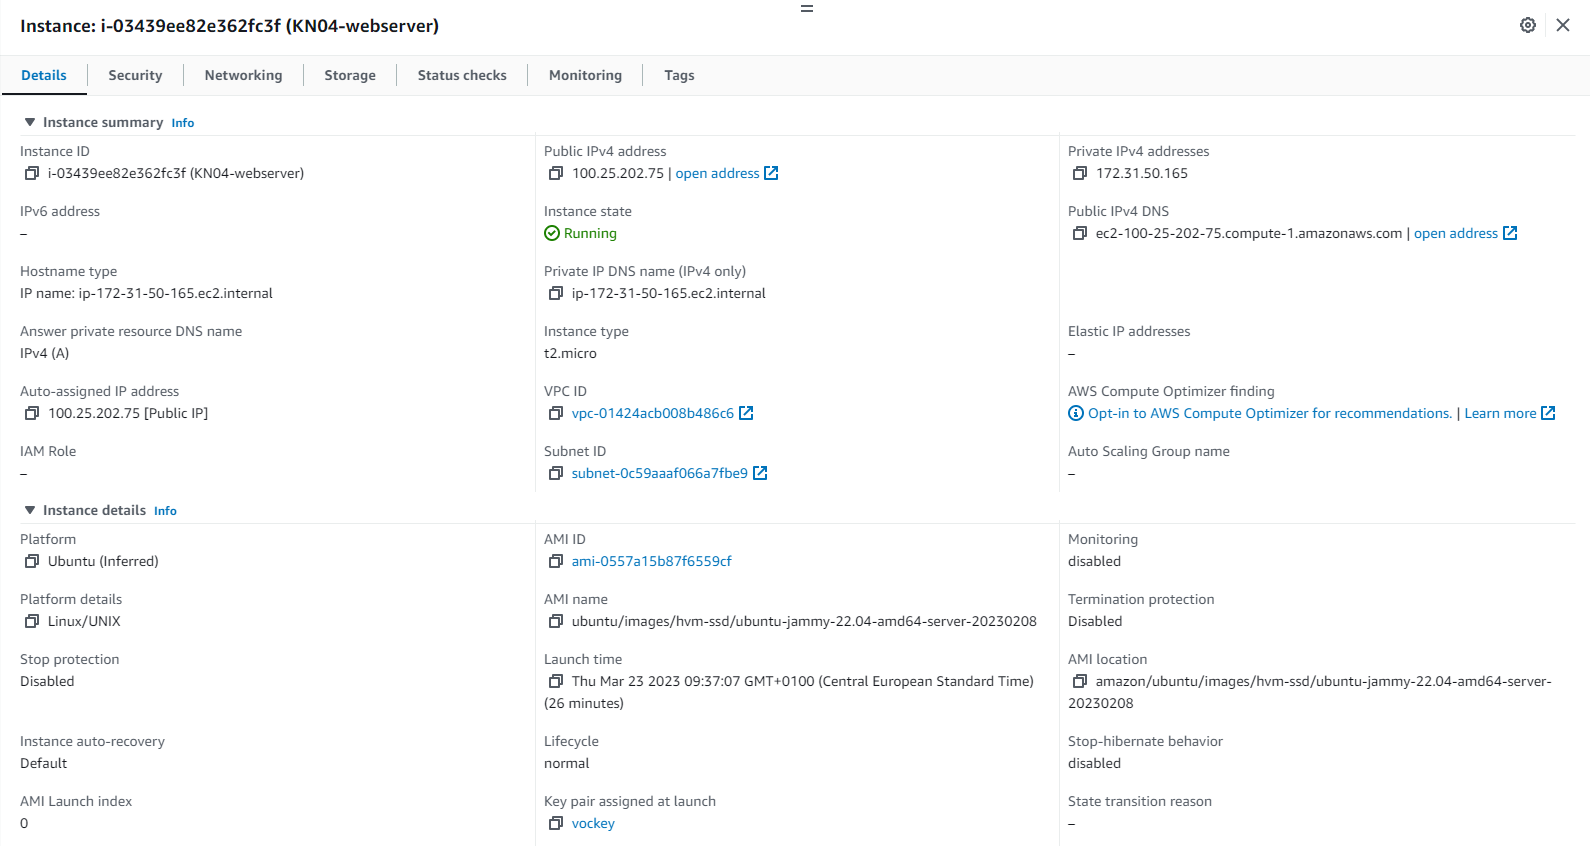 Instance: i-03439ee82e362fc3f (KN04-webserver)
Details
Security
Networking
Storage
Status checks
Monitoring
Tags
Instance summary Info
Instance ID
i-03439ee82e362fc3f (KN04-webserver)
Public IPv4 address
100.25.202.75 | open address
Private IPv4 addresses
172.31.50.165
IPv6 address
–
Instance state
Running
Public IPv4 DNS
ec2-100-25-202-75.compute-1.amazonaws.com | open address
Hostname type
IP name: ip-172-31-50-165.ec2.internal
Private IP DNS name (IPv4 only)
ip-172-31-50-165.ec2.internal
Answer private resource DNS name
IPv4 (A)
Instance type
t2.micro
Elastic IP addresses
–
Auto-assigned IP address
100.25.202.75 [Public IP]
VPC ID
vpc-01424acb008b486c6
AWS Compute Optimizer finding
Opt-in to AWS Compute Optimizer for recommendations. | Learn more
IAM Role
–
Subnet ID
subnet-0c59aaaf066a7fbe9
Auto Scaling Group name
–
Instance details Info
Platform
Ubuntu (Inferred)
AMI ID
ami-0557a15b87f6559cf
Monitoring
disabled
Platform details
Linux/UNIX
AMI name
ubuntu/images/hvm-ssd/ubuntu-jammy-22.04-amd64-server-20230208
Termination protection
Disabled
Stop protection
Disabled
Launch time
Thu Mar 23 2023 09:37:07 GMT+0100 (Central European Standard Time)
(26 minutes)
AMI location
amazon/ubuntu/images/hvm-ssd/ubuntu-jammy-22.04-amd64-server-
20230208
Instance auto-recovery
Default
Lifecycle
normal
Stop-hibernate behavior
disabled
AMI Launch index
0
Key pair assigned at launch
vockey
State transition reason
–